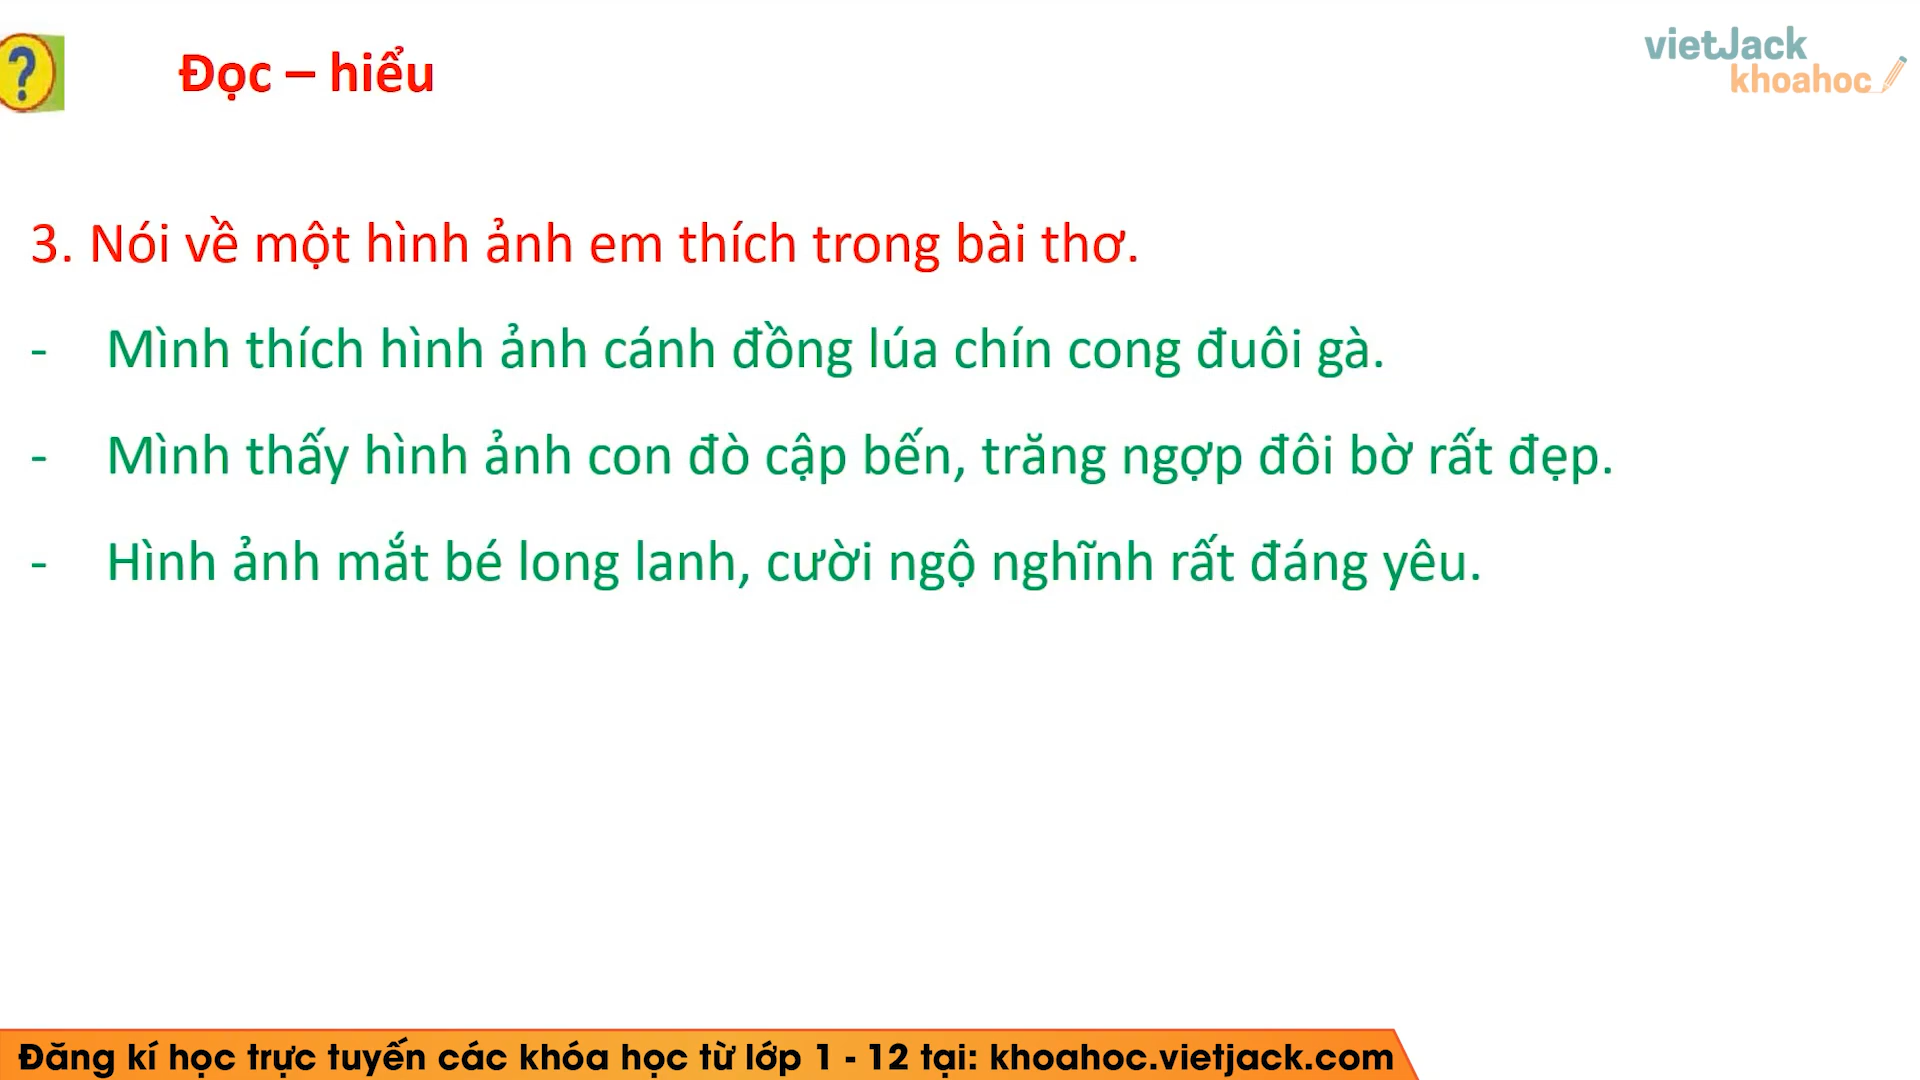 ?
Đọc – hiểu
vietJack
khoahoc
3. Nói về một hình ảnh em thích trong bài thơ.
- Mình thích hình ảnh cánh đồng lúa chín cong đuôi gà.
- Mình thấy hình ảnh con đò cập bến, trăng ngợp đôi bờ rất đẹp.
- Hình ảnh mắt bé long lanh, cười ngộ nghĩnh rất đáng yêu.
Đăng kí học trực tuyến các khóa học từ lớp 1 - 12 tại: khoahoc.vietjack.com